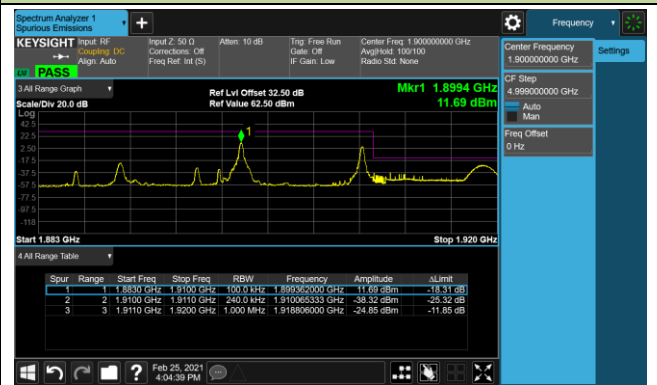 Spectrum Analyzer 1
Spurious Emissions
Frequency
KEYSIGHT Input: RF
Coupling: DC
Align: Auto
Input Z: 50 Ω
Corrections: Off
Freq Ref: Int (S)
Atten: 10 dB
Trig: Free Run
Gate: Off
IF Gain: Low
Center Freq: 1.900000000 GHz
Avg|Hold: 100/100
Radio Std: None
PASS
Center Frequency
1.900000000 GHz
Settings
CF Step
4.999000000 GHz
Auto
Man
Freq Offset
0 Hz
3 All Range Graph
Scale/Div 20.0 dB
Ref Lvl Offset 32.50 dB
Ref Value 62.50 dBm
Mkr1 1.8994 GHz
11.69 dBm
Log
42.5
22.5
2.50
-17.5
-37.5
-57.5
-77.5
-97.5
-118
1
Start 1.883 GHz
Stop 1.920 GHz
4 All Range Table
Spur Range Start Freq Stop Freq RBW Frequency Amplitude ΔLimit
1 1 1.8830 GHz 1.9100 GHz 100.0 kHz 1.899362000 GHz 11.69 dBm -18.31 dB
2 2 1.9100 GHz 1.9110 GHz 240.0 kHz 1.910065333 GHz -38.32 dBm -25.32 dB
3 3 1.9110 GHz 1.9200 GHz 1.000 MHz 1.918806000 GHz -24.85 dBm -11.85 dB
Feb 25, 2021
4:04:39 PM